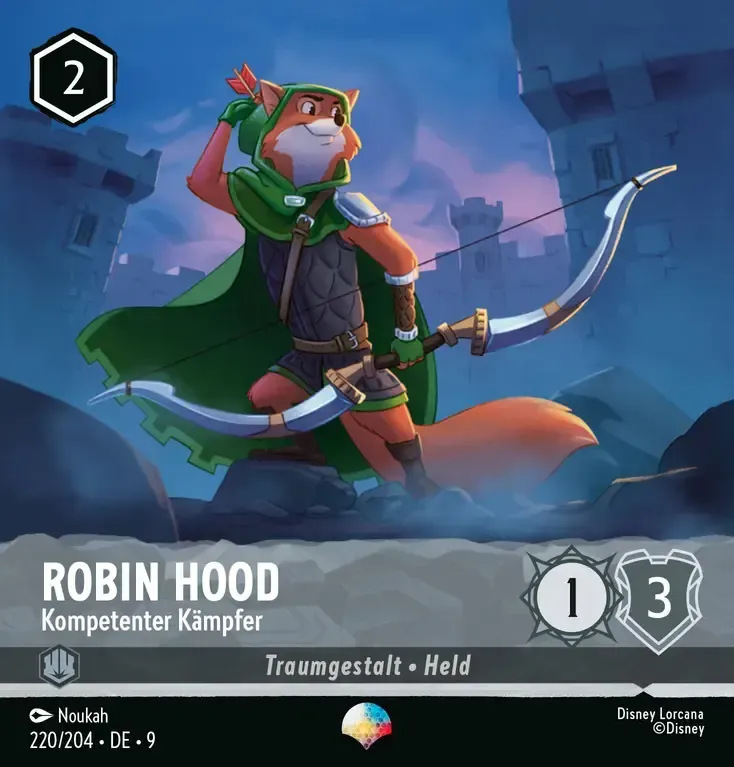 2
ROBIN HOOD
Kompetenter Kämpfer
1
3
Traumgestalt • Held
Noukah
220/204 • DE • 9
Disney Lorcana
©Disney